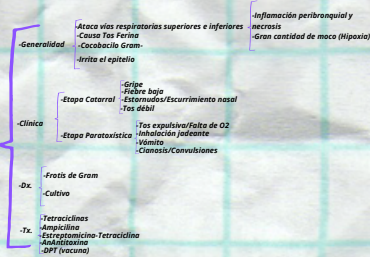 -Generalidad
-Ataca vías respiratorias superiores e inferiores
-Inflamación peribronquial y
necrosis
-Gran cantidad de moco (Hipoxia)
-Causa Tos Ferina
-Cocobacilo Gram-
-Irrita el epitelio
-Clínica
-Etapa Catarral
-Gripe
-Fiebre baja
-Estornudos/Escurrimiento nasal
-Tos débil
-Etapa Paratoxística
-Tos expulsiva/Falta de O2
-Inhalación jadeante
-Vómito
-Cianosis/Convulsiones
-Dx.
-Frotis de Gram
-Cultivo
-Tx.
-Tetraciclinas
-Ampicilina
-Estreptomicina-Tetraciclina
-AnAntitoxina
-DPT (vacuna)